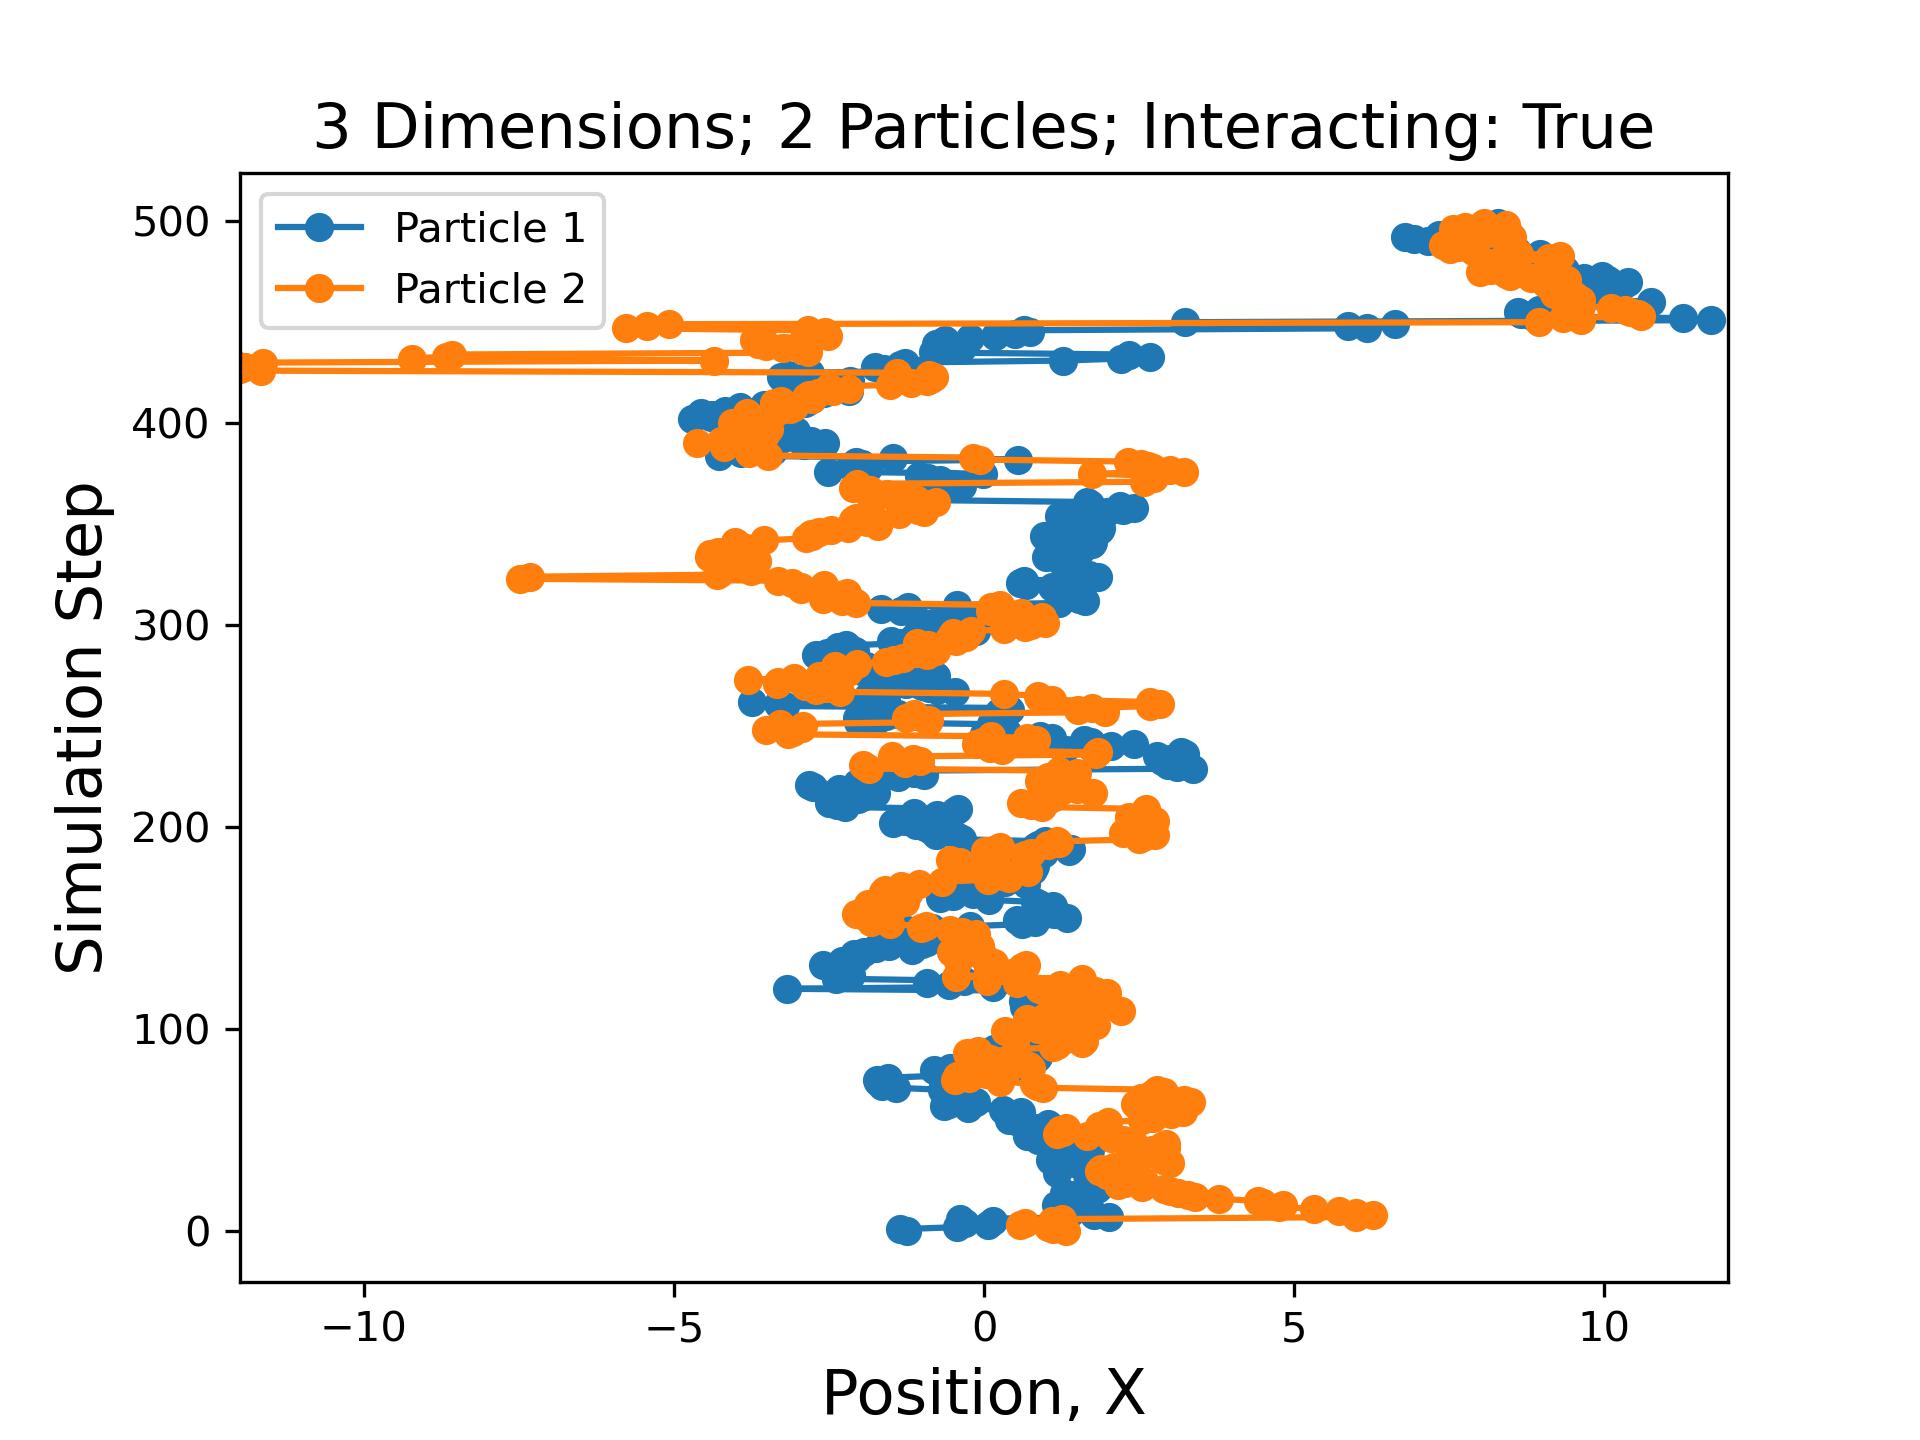 3 Dimensions; 2 Particles; Interacting: True
Particle 1
Particle 2
Simulation Step
500
400
300
200
100
0
−10
−5
0
5
10
Position, X